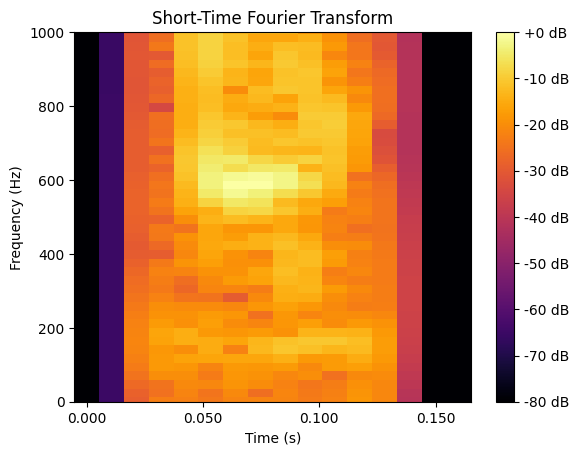 Short-Time Fourier Transform
1000
800
600
400
200
0
Frequency (Hz)
0.000
0.050
0.100
0.150
Time (s)
+0 dB
-10 dB
-20 dB
-30 dB
-40 dB
-50 dB
-60 dB
-70 dB
-80 dB